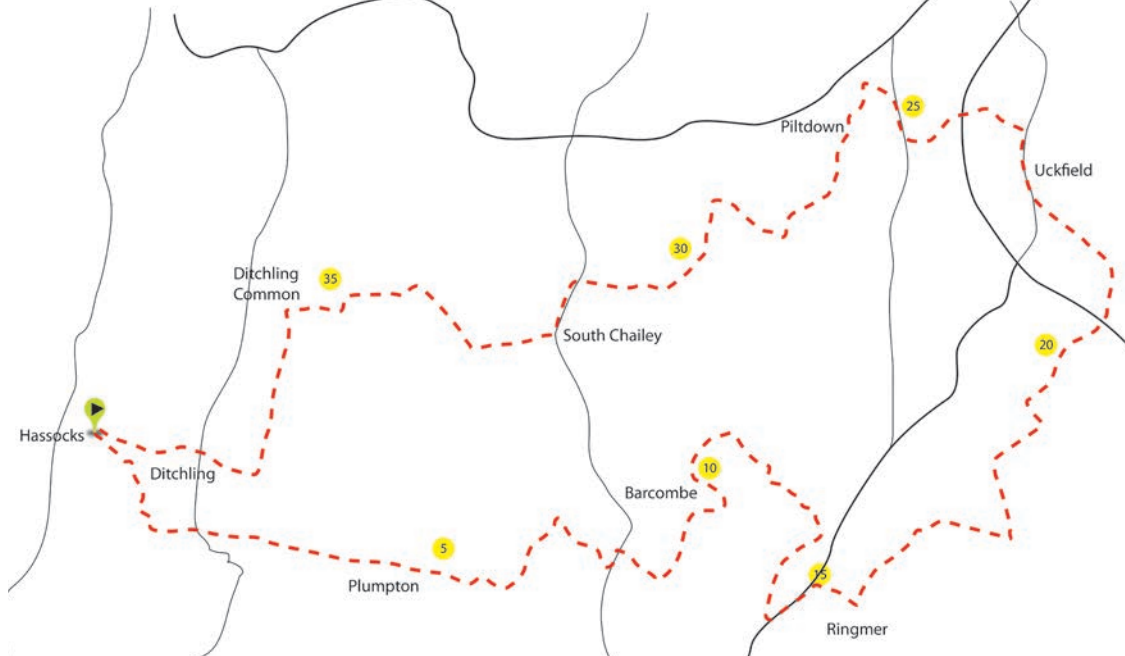 25
Piltdown
Uckfield
30
Ditchling
Common
35
South Chailey
20
Hassocks
Ditchling
10
Barcombe
5
Plumpton
15
Ringmer